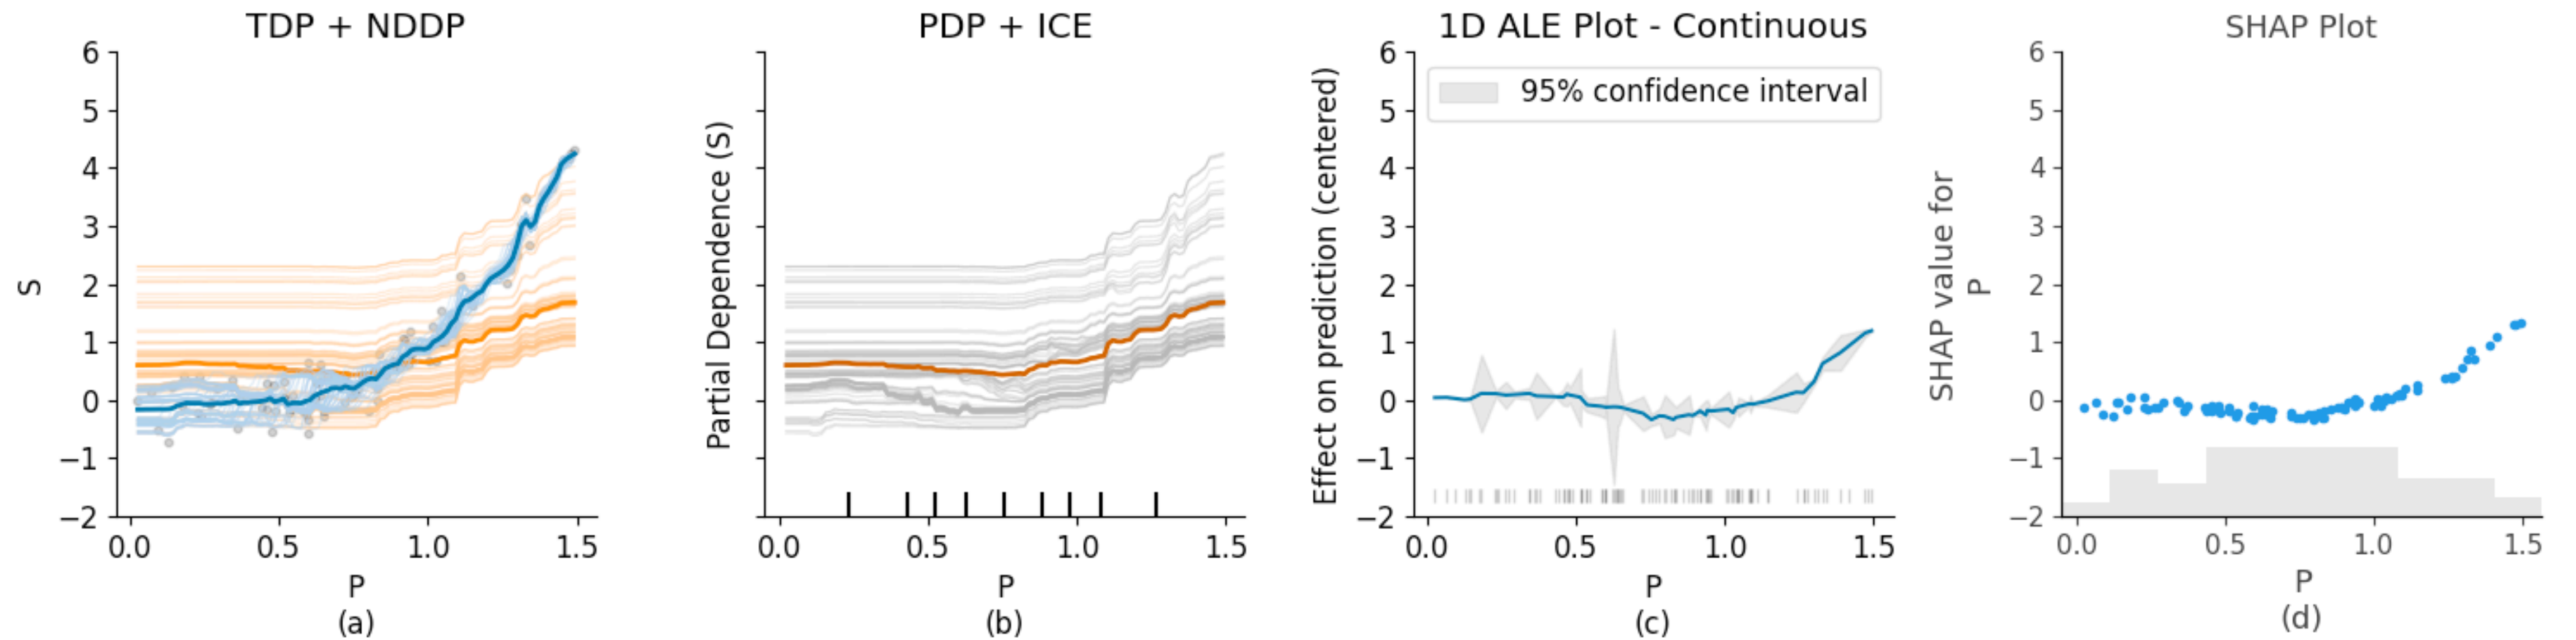 TDP + NDDP
6
5
4
3
2
1
0
−1
−2
S
0.0 0.5 1.0 1.5
P
(a)
PDP + ICE
Partial Dependence (S)
0.0 0.5 1.0 1.5
P
(b)
1D ALE Plot - Continuous
95% confidence interval
Effect on prediction (centered)
6
5
4
3
2
1
0
−1
−2
0.0 0.5 1.0 1.5
P
(c)
SHAP Plot
SHAP value for
P
6
5
4
3
2
1
0
−1
−2
0.0 0.5 1.0 1.5
P
(d)